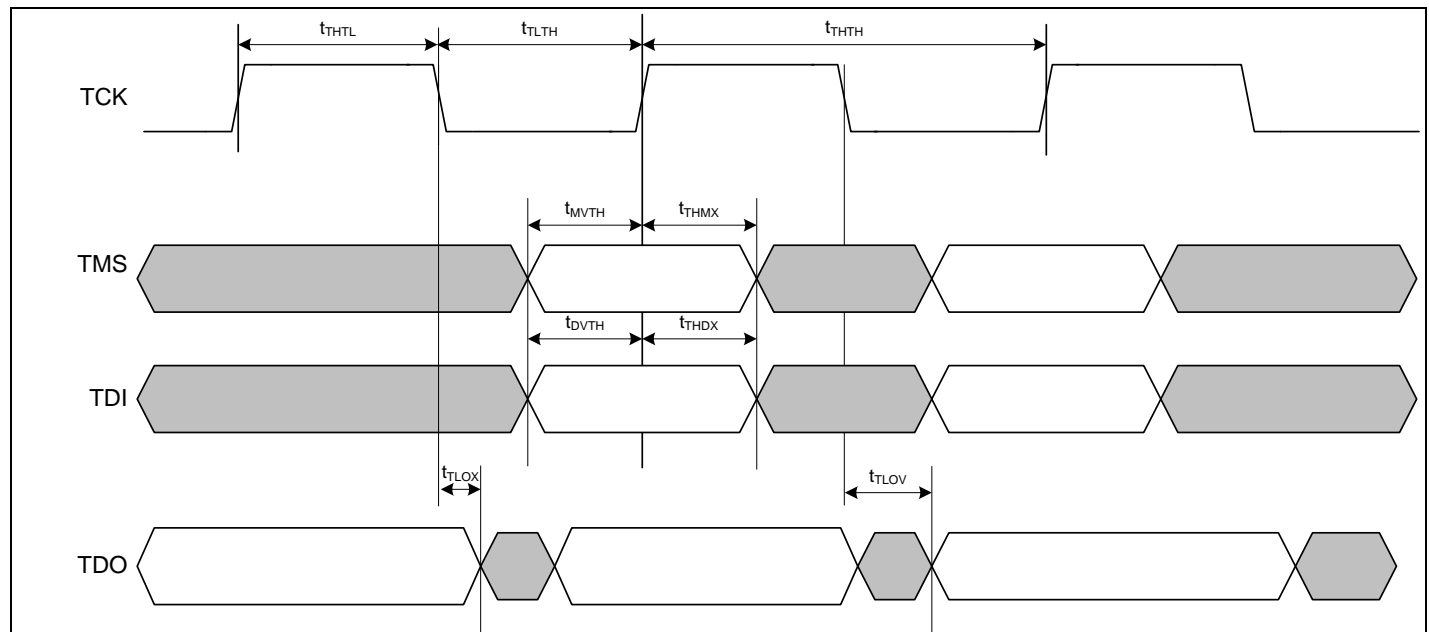 tTHTL tTLTH tTHTH
TCK
tMVTH tTHMX
TMS
tDVTH tTHDX
TDI
tTLOX tTLOV
TDO